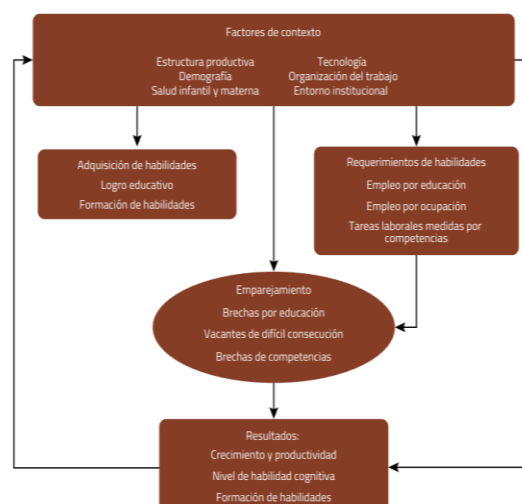 Factores de contexto
Estructura productiva
Demografía
Salud infantil y materna
Tecnología
Organización del trabajo
Entorno institucional
Adquisición de habilidades
Logro educativo
Formación de habilidades
Requerimientos de habilidades
Empleo por educación
Empleo por ocupación
Tareas laborales medidas por
competencias
Emparejamiento
Brechas por educación
Vacantes de difícil consecución
Brechas de competencias
Resultados:
Crecimiento y productividad
Nivel de habilidad cognitiva
Formación de habilidades